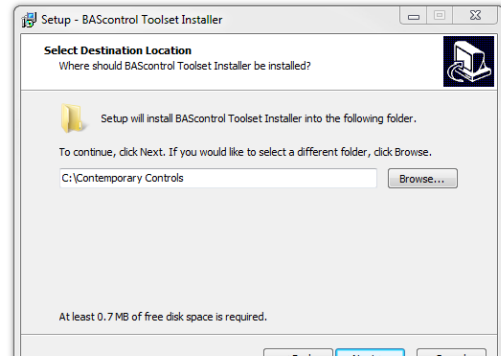 Setup - BAScontrol Toolset Installer
Select Destination Location
Where should BAScontrol Toolset Installer be installed?
Setup will install BAScontrol Toolset Installer into the following folder.
To continue, click Next. If you would like to select a different folder, click Browse.
C:\Contemporary Controls
Browse...
At least 0.7 MB of free disk space is required.